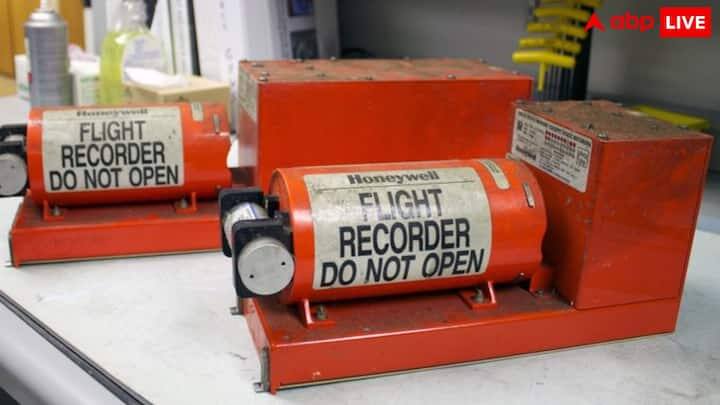 abp LIVE
Honeywell
FLIGHT
RECORDER
DO NOT OPEN
Honeywell
FLIGHT
RECORDER
DO NOT OPEN